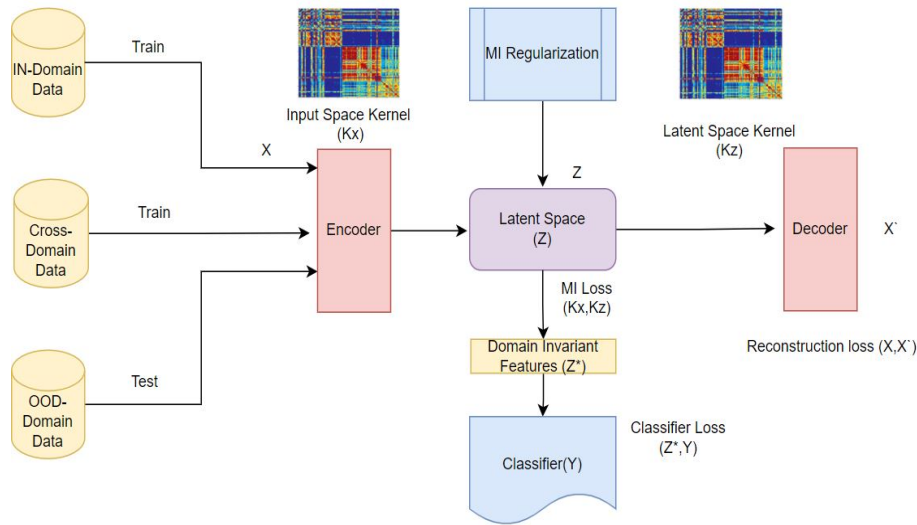 IN-Domain
Data
Train
X
Input Space Kernel
(Kx)
MI Regularization
Latent Space Kernel
(Kz)
Z
Cross-
Domain
Data
Train
Encoder
Latent Space
(Z)
Decoder
X`
MI Loss
(Kx,Kz)
Domain Invariant
Features (Z*)
Reconstruction loss (X,X`)
OOD-
Domain
Data
Test
Classifier(Y)
Classifier Loss
(Z*,Y)